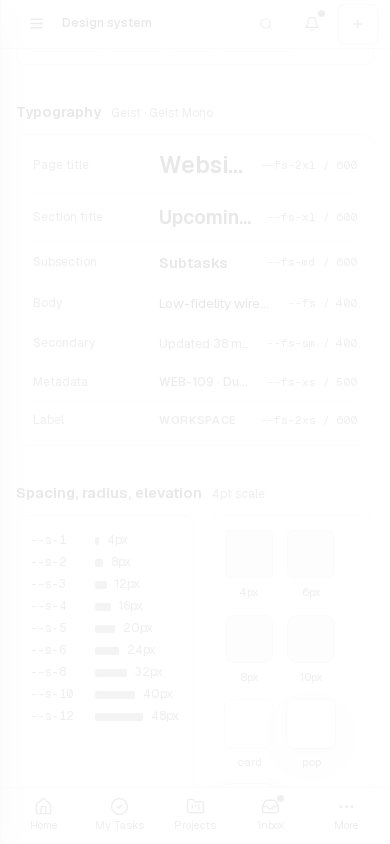 Design system
Typography Geist · Geist Mono
Page title Websi... --fs-2xl / 600
Section title Upcomin... --fs-xl / 600
Subsection Subtasks --fs-md / 600
Body Low-fidelity wire... --fs / 400
Secondary Updated 38 m... --fs-sm / 400
Metadata WEB-109 · Du... --fs-xs / 500
Label WORKSPACE --fs-2xs / 600
Spacing, radius, elevation 4pt scale
--s-1 4px
--s-2 8px
--s-3 12px
--s-4 16px
--s-5 20px
--s-6 24px
--s-8 32px
--s-10 40px
--s-12 48px
4px 6px
8px 10px
card pop
Home My Tasks Projects Inbox More